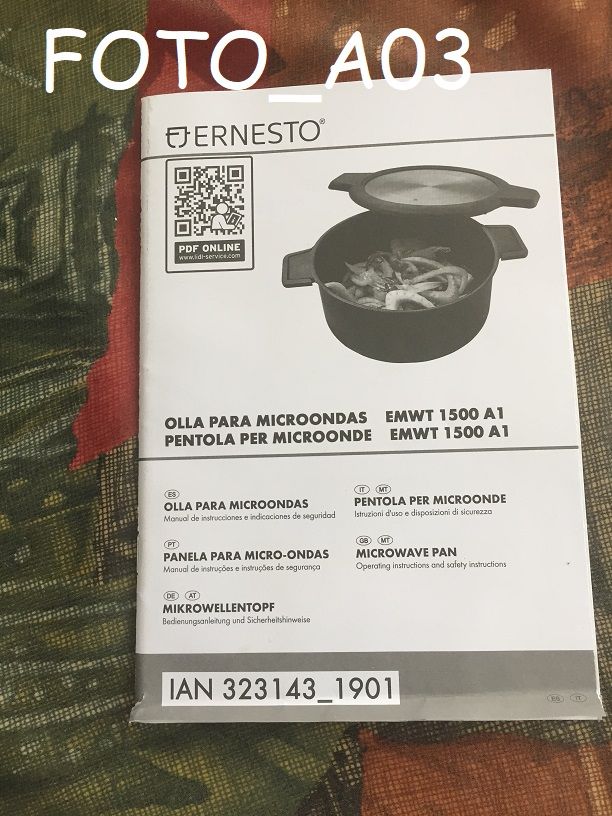 FOTO_A03
ERNESTO®
PDF ONLINE
www.lidl-service.com
OLLA PARA MICROONDAS EMWT 1500 A1
PENTOLA PER MICROONDE EMWT 1500 A1
ES
OLLA PARA MICROONDAS
Manual de instrucciones e indicaciones de seguridad
IT MT
PENTOLA PER MICROONDE
Istruzioni d'uso e disposizioni di sicurezza
PT
PANELA PARA MICRO-ONDAS
Manual de instruções e instruções de segurança
GB MT
MICROWAVE PAN
Operating instructions and safety instructions
DE AT
MIKROWELLENTOPF
Bedienungsanleitung und Sicherheitshinweise
IAN 323143_1901
ES IT